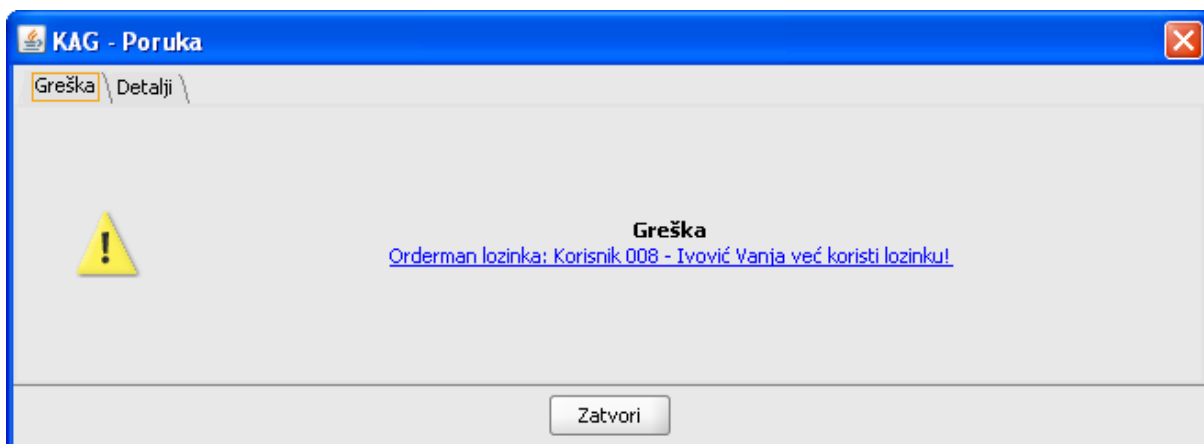 KAG - Poruka
Greška Detalji
Greška
Orderman lozinka: Korisnik 008 - Ivović Vanja već koristi lozinku!
Zatvori